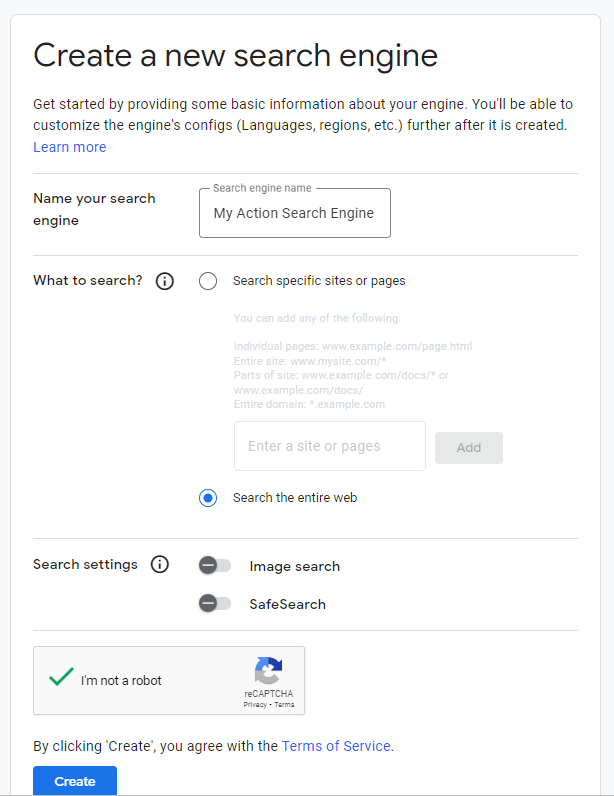 Create a new search engine
Get started by providing some basic information about your engine. You'll be able to
customize the engine's configs (Languages, regions, etc.) further after it is created.
Learn more
Name your search
engine
Search engine name
My Action Search Engine
What to search?
Search specific sites or pages
You can add any of the following:
Individual pages: www.example.com/page.html
Entire site: www.mysite.com/*
Parts of site: www.example.com/docs/* or
www.example.com/docs/
Entire domain: *.example.com
Enter a site or pages
Add
Search the entire web
Search settings
Image search
SafeSearch
I'm not a robot
reCAPTCHA
Privacy - Terms
By clicking 'Create', you agree with the Terms of Service.
Create